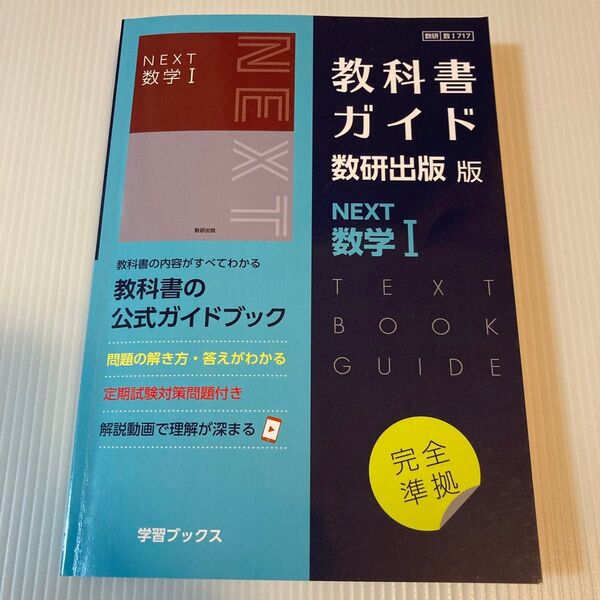 NEXT
数学Ⅰ
NEXT
数研出版
教科書の内容がすべてわかる
教科書の
公式ガイドブック
問題の解き方・答えがわかる
定期試験対策問題付き
解説動画で理解が深まる
学習ブックス
数研 数Ⅰ717
教科書
ガイド
数研出版 版
NEXT
数学Ⅰ
TEXT
BOOK
GUIDE
完全
準拠